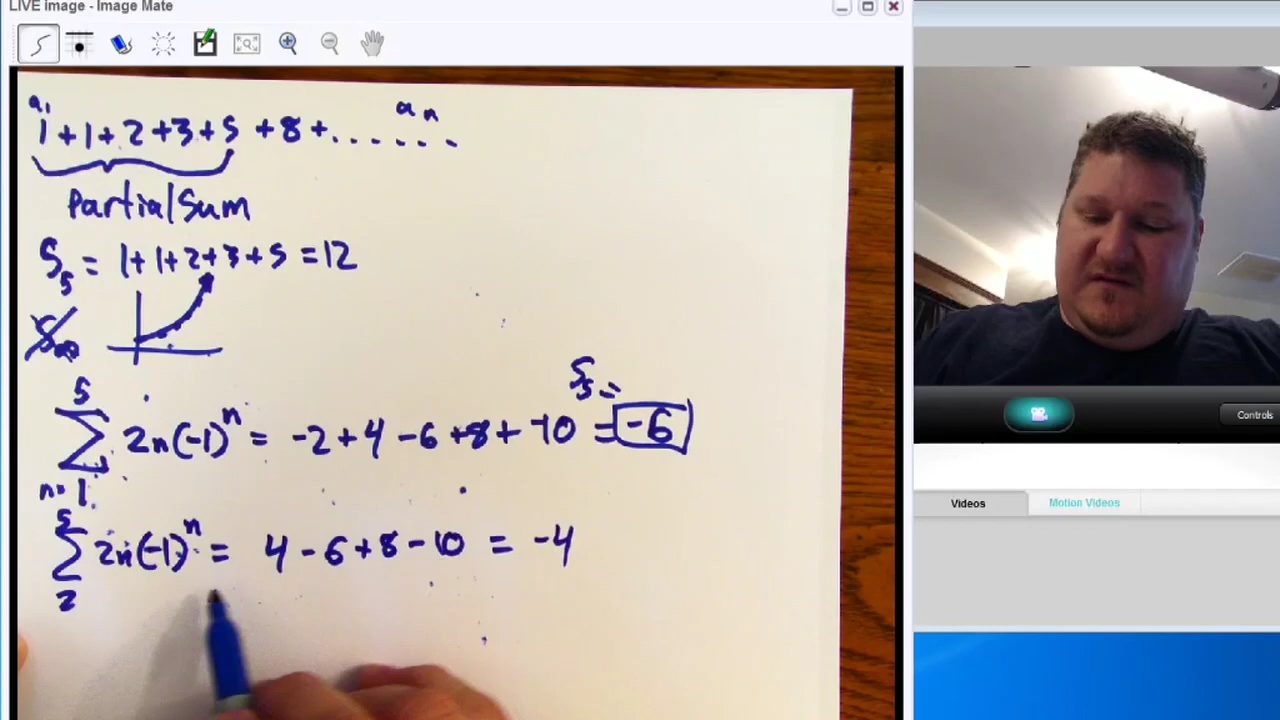 LIVE image - Image Mate
a₁ aₙ
1+1+2+3+5+8+......
Partial Sum
S₅ = 1+1+2+3+5 = 12
S∞
S₅ =
5
∑ 2n(-1)ⁿ = -2+4-6+8+-10 = -6
n=1
5
∑ 2n(-1)ⁿ = 4-6+8-10 = -4
2
Controls
Videos Motion Videos